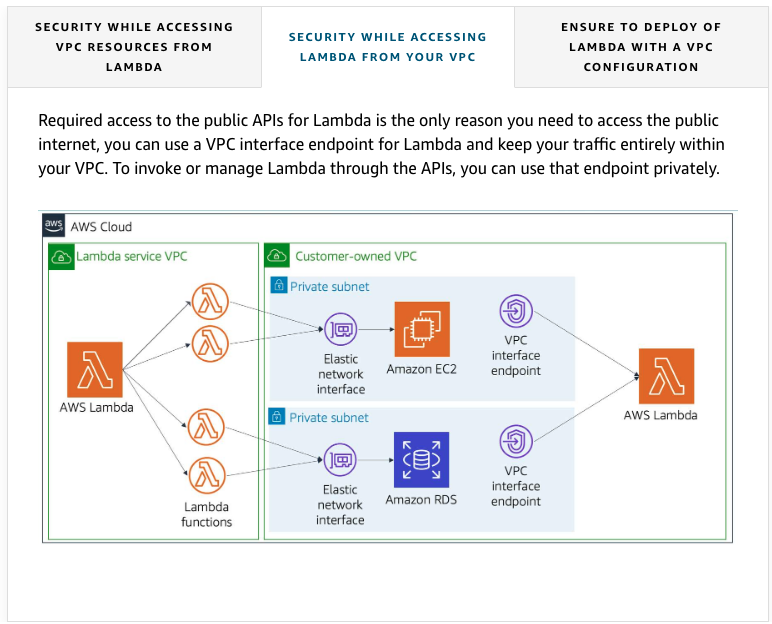 SECURITY WHILE ACCESSING
VPC RESOURCES FROM
LAMBDA
SECURITY WHILE ACCESSING
LAMBDA FROM YOUR VPC
ENSURE TO DEPLOY OF
LAMBDA WITH A VPC
CONFIGURATION
Required access to the public APIs for Lambda is the only reason you need to access the public
internet, you can use a VPC interface endpoint for Lambda and keep your traffic entirely within
your VPC. To invoke or manage Lambda through the APIs, you can use that endpoint privately.
aws
AWS Cloud
Lambda service VPC
AWS Lambda
Lambda
functions
Customer-owned VPC
Private subnet
Elastic
network
interface
Amazon EC2
VPC
interface
endpoint
Private subnet
Elastic
network
interface
Amazon RDS
VPC
interface
endpoint
AWS Lambda